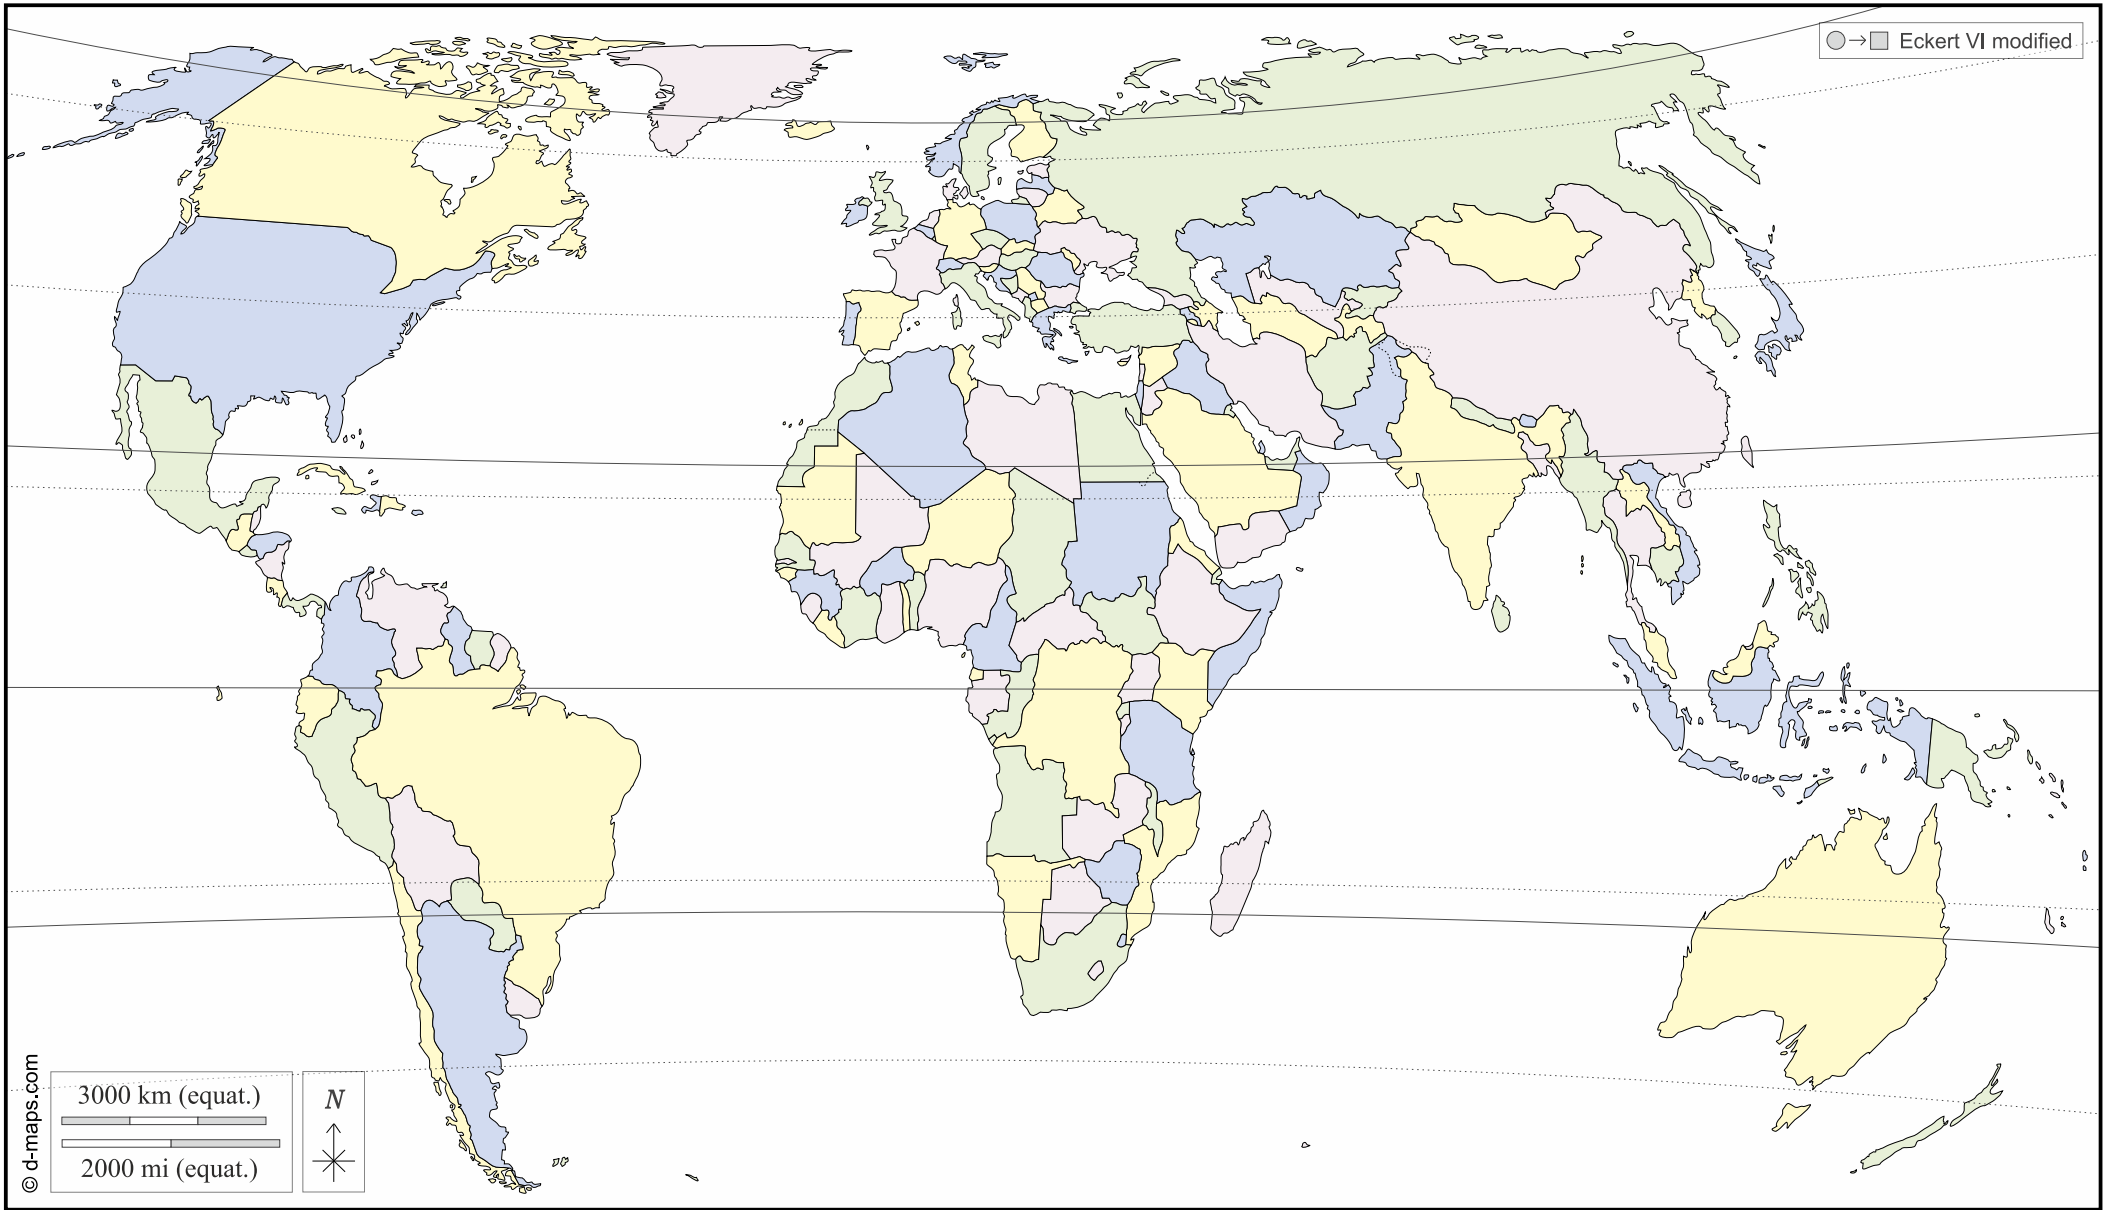 ○→□ Eckert VI modified
3000 km (equat.)
2000 mi (equat.)
N
© d-maps.com